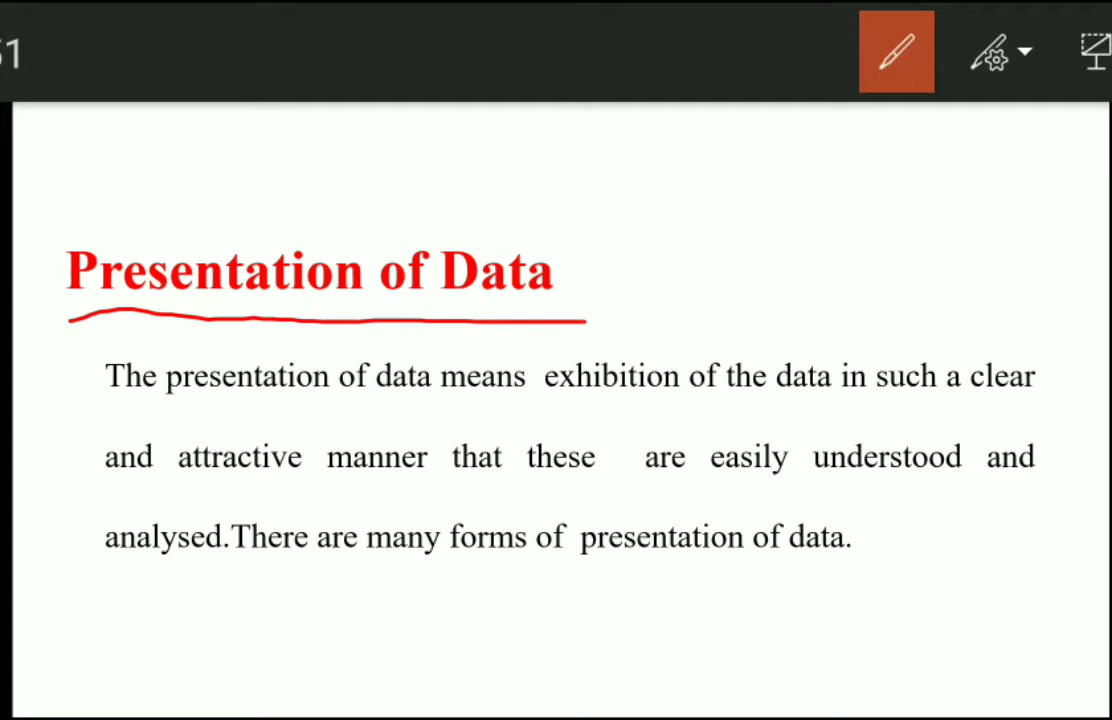 51
Presentation of Data
The presentation of data means exhibition of the data in such a clear
and attractive manner that these are easily understood and
analysed.There are many forms of presentation of data.